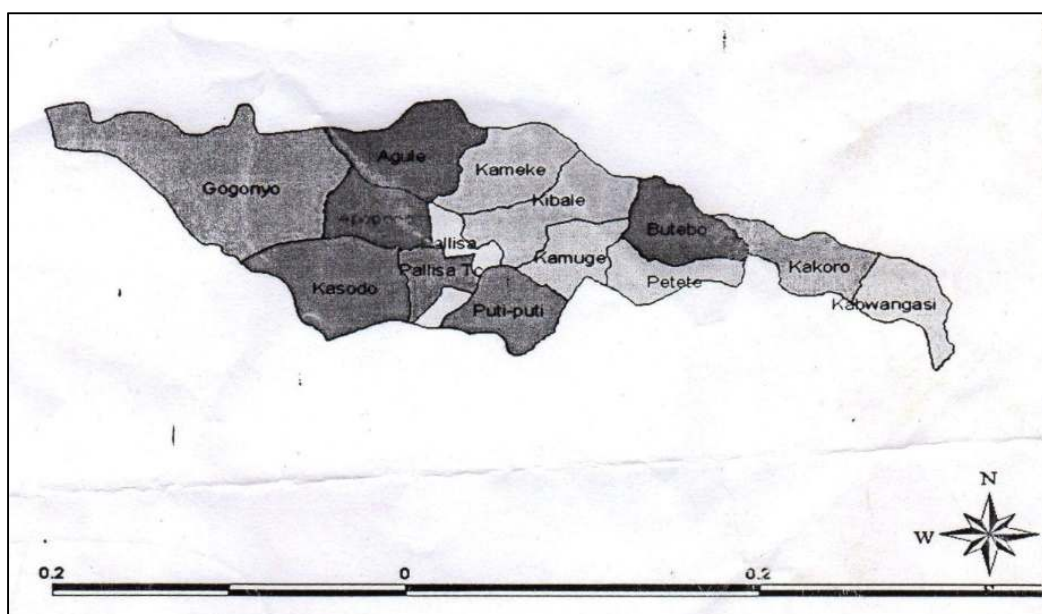 Agule
Kameke
Gogonyo
Kibale
Butebo
Pallisa
Kamuge
Kakoro
Pallisa To
Petete
Kasodo
Kabwangasi
Puti-puti
N
W
0.2 0 0.2